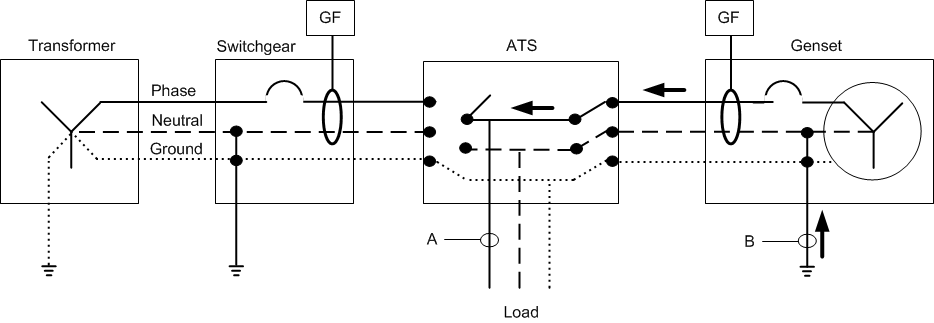 GF
GF
Transformer
Switchgear
ATS
Genset
Phase
Neutral
Ground
A
B
Load